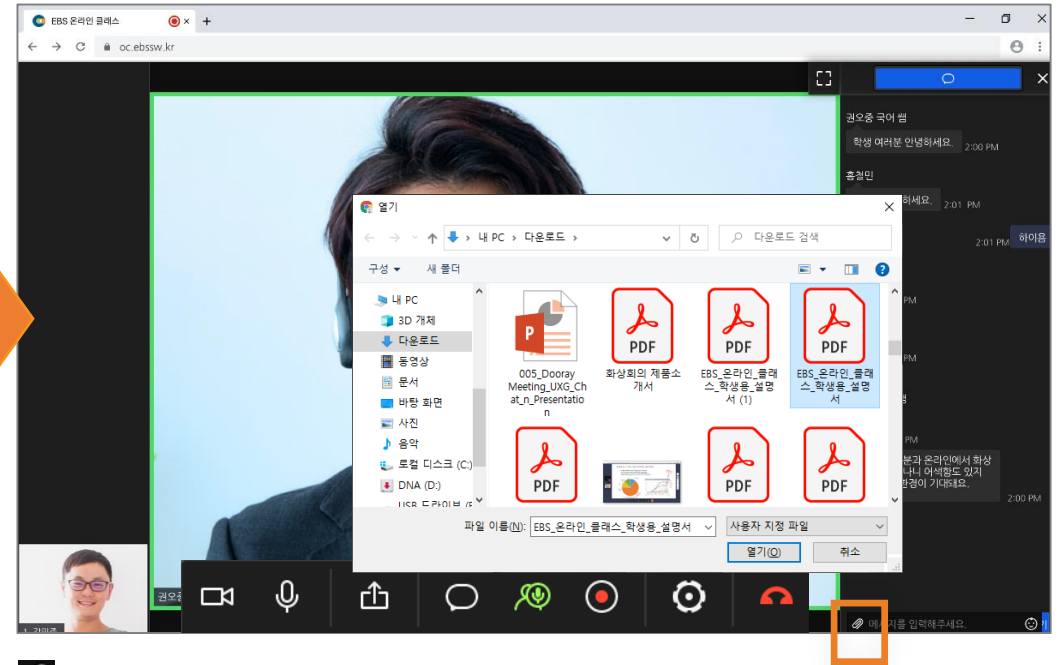 EBS 온라인 클래스
oc.ebssw.kr
권오중 국어 쌤
학생 여러분 안녕하세요.
2:00 PM
홍철민
하세요.
2:01 PM
2:01 PM
하이욤
PM
PM
PM
분과 온라인에서 화상
나니 어색함도 있지
환경이 기대돼요.
2:00 PM
열기
내 PC > 다운로드 >
다운로드 검색
구성
새 폴더
내 PC
3D 개체
다운로드
동영상
문서
바탕 화면
사진
음악
로컬 디스크 (C:)
DNA (D:)
USB 드라이브 (F
P
PDF
PDF
PDF
005_Dooray
Meeting_UXG_Ch
at_n_Presentatio
n
화상회의 제품소
개서
EBS_온라인_클래
스_학생용_설명
서 (1)
EBS_온라인_클래
스_학생용_설명
서
PDF
PDF
PDF
파일 이름(N):
EBS_온라인_클래스_학생용_설명서
사용자 지정 파일
열기(O)
취소
권오
메시지를 입력해주세요.